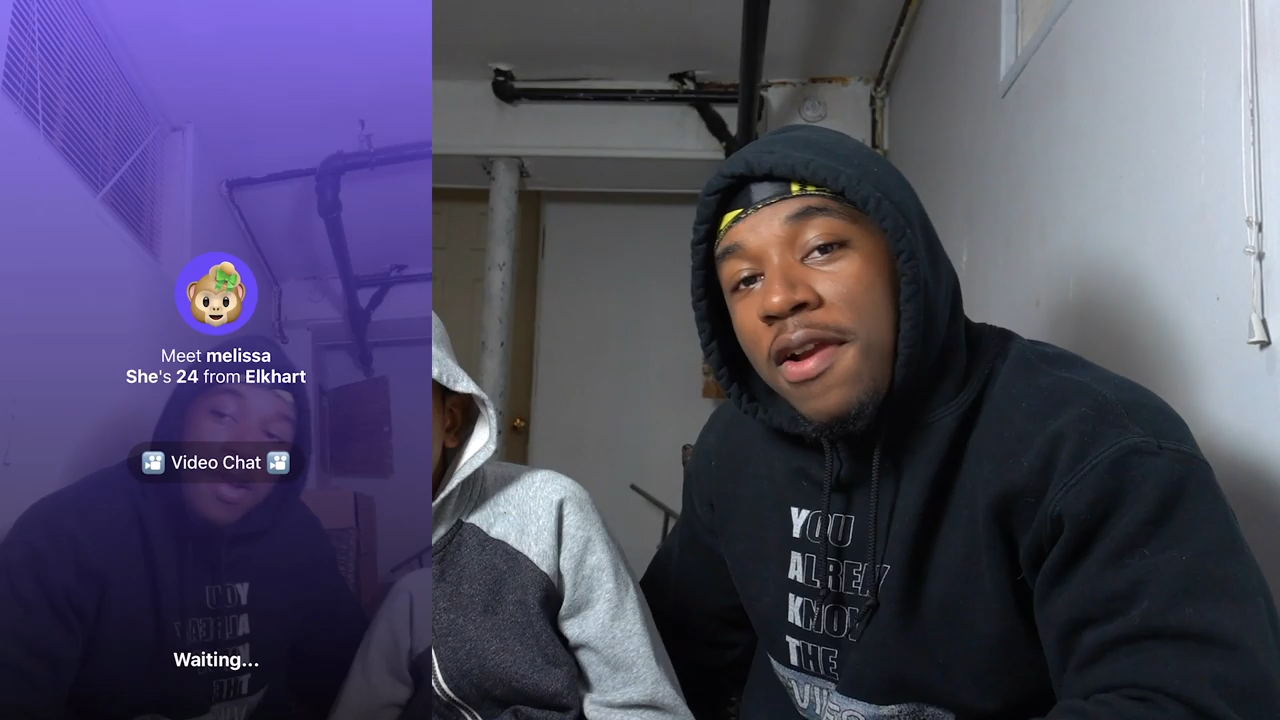 Meet melissa
She's 24 from Elkhart
Video Chat
Waiting...
YOU
ALREA
KNOW
THE